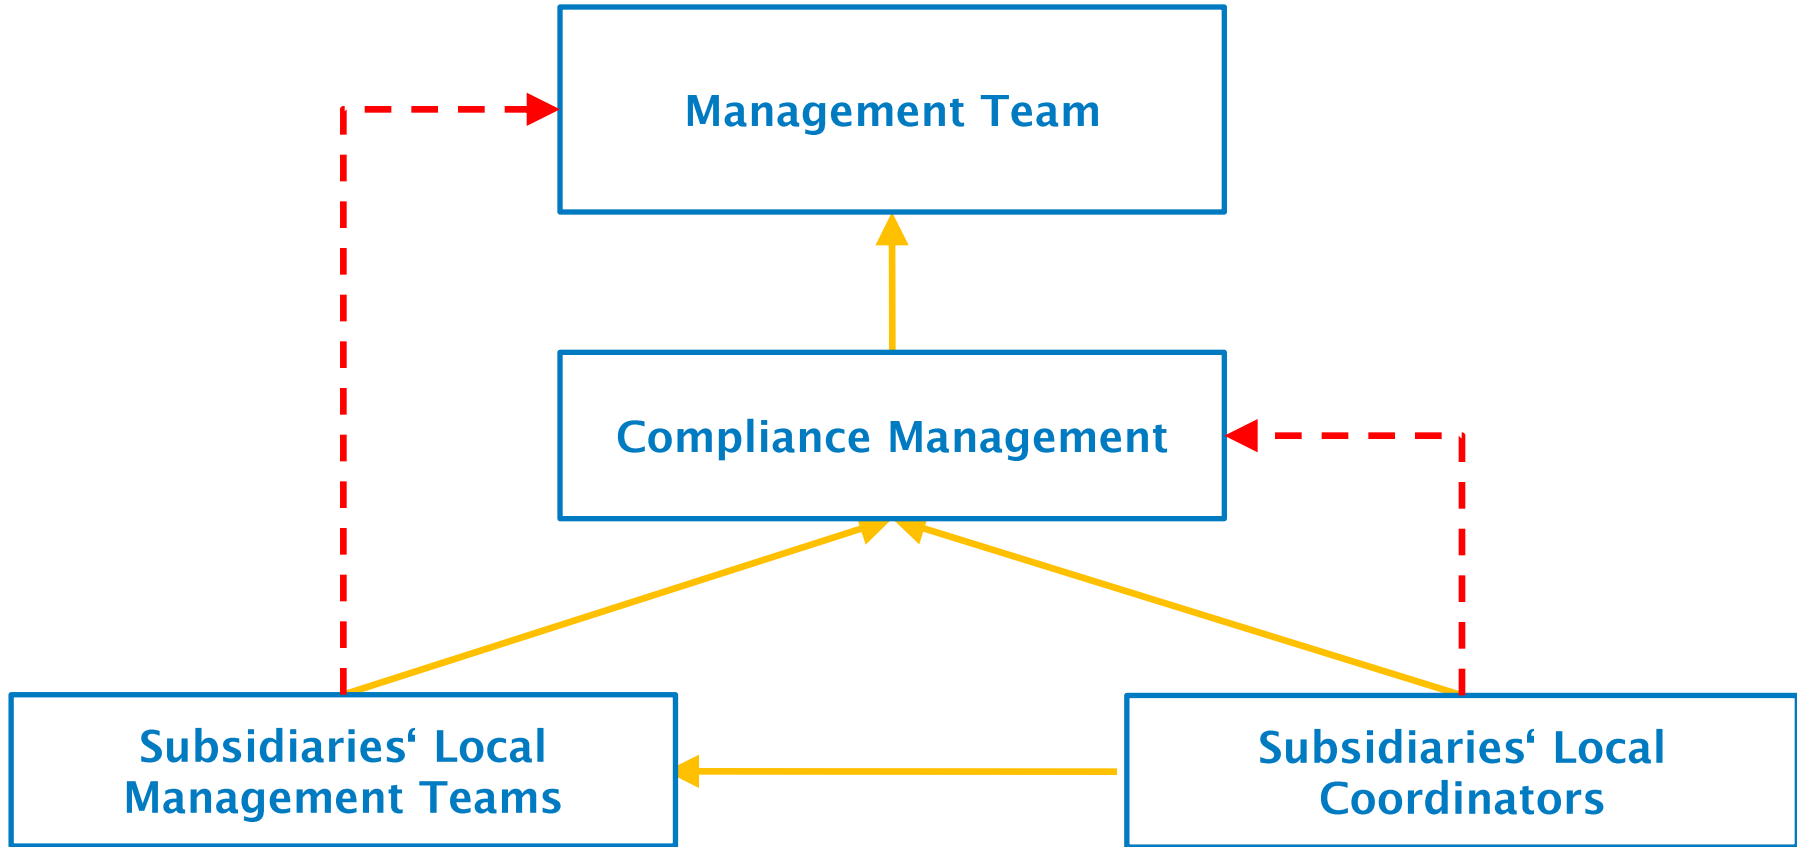 Management Team
Compliance Management
Subsidiaries‘ Local
Management Teams
Subsidiaries‘ Local
Coordinators